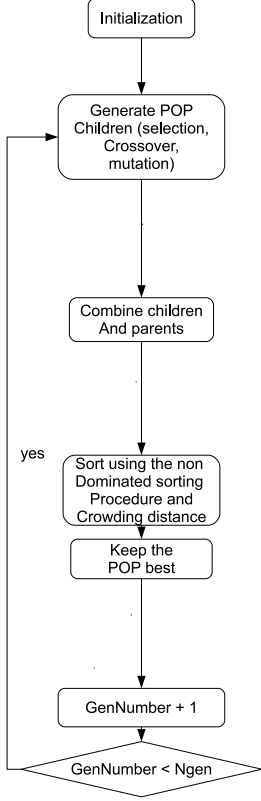 Initialization
Generate POP
Children (selection,
Crossover,
mutation)
Combine children
And parents
yes
Sort using the non
Dominated sorting
Procedure and
Crowding distance
Keep the
POP best
GenNumber + 1
GenNumber < Ngen